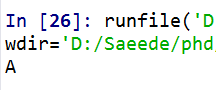 In [26]: runfile('D
wdir='D:/Saeede/phd
A